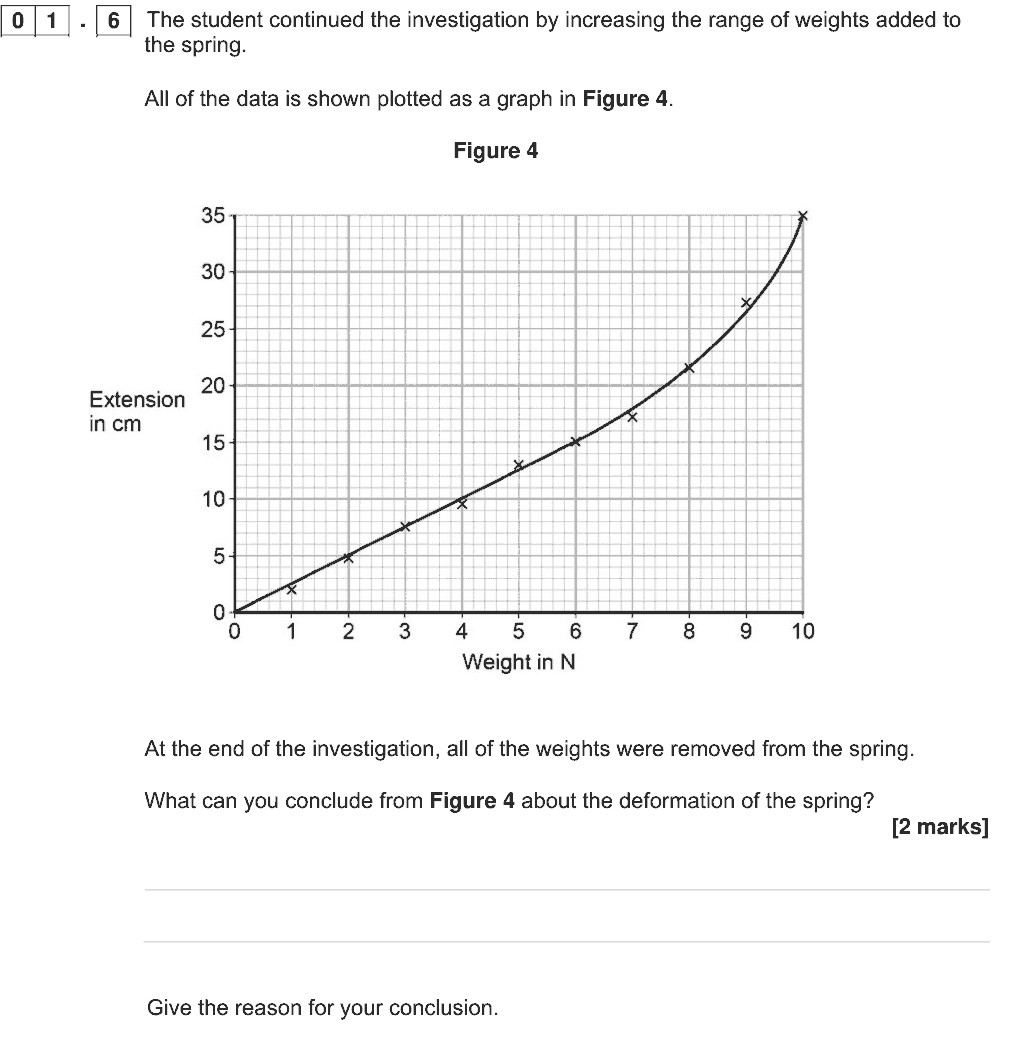 0 1 . 6 The student continued the investigation by increasing the range of weights added to
the spring.
All of the data is shown plotted as a graph in Figure 4.
Figure 4
35
30
25
20
15
10
5
0
Extension
in cm
0 1 2 3 4 5 6 7 8 9 10
Weight in N
At the end of the investigation, all of the weights were removed from the spring.
What can you conclude from Figure 4 about the deformation of the spring?
[2 marks]
Give the reason for your conclusion.